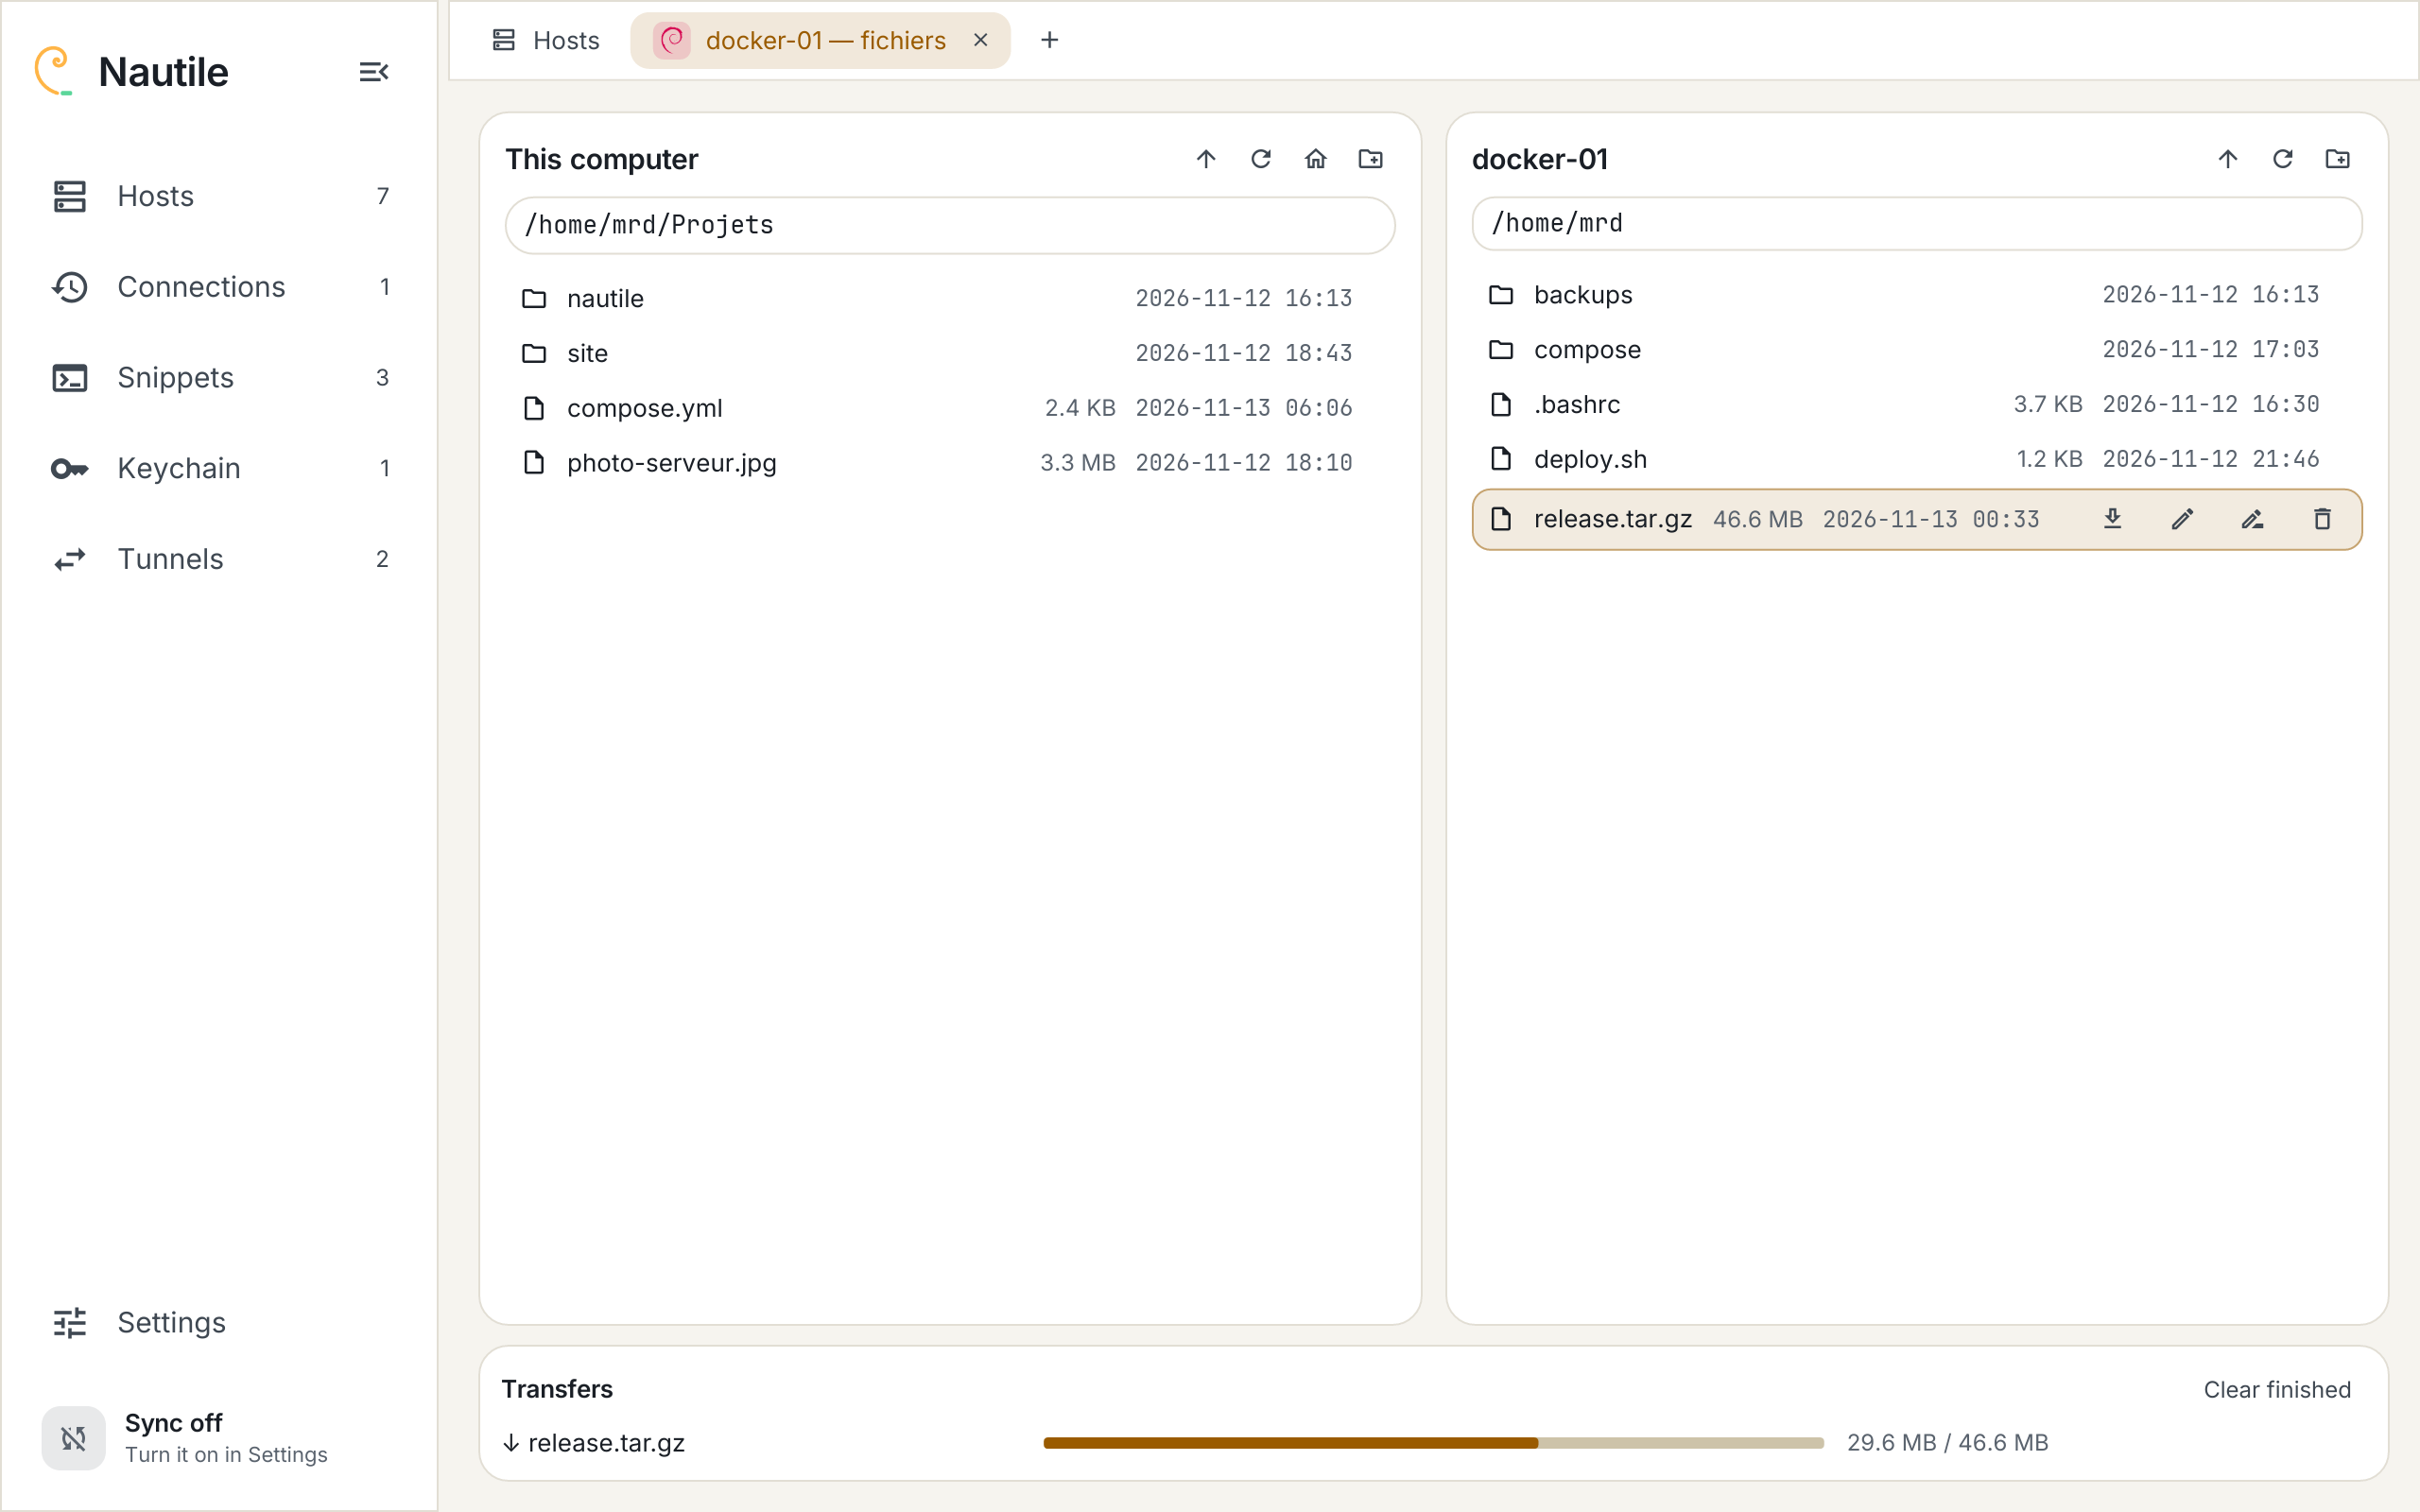 Nautile
Hosts 7
Connections 1
Snippets 3
Keychain 1
Tunnels 2
Settings
Sync off
Turn it on in Settings
Hosts
docker-01 — fichiers
This computer
/home/mrd/Projets
nautile 2026-11-12 16:13
site 2026-11-12 18:43
compose.yml 2.4 KB 2026-11-13 06:06
photo-serveur.jpg 3.3 MB 2026-11-12 18:10
docker-01
/home/mrd
backups 2026-11-12 16:13
compose 2026-11-12 17:03
.bashrc 3.7 KB 2026-11-12 16:30
deploy.sh 1.2 KB 2026-11-12 21:46
release.tar.gz 46.6 MB 2026-11-13 00:33
Transfers
Clear finished
release.tar.gz 29.6 MB / 46.6 MB